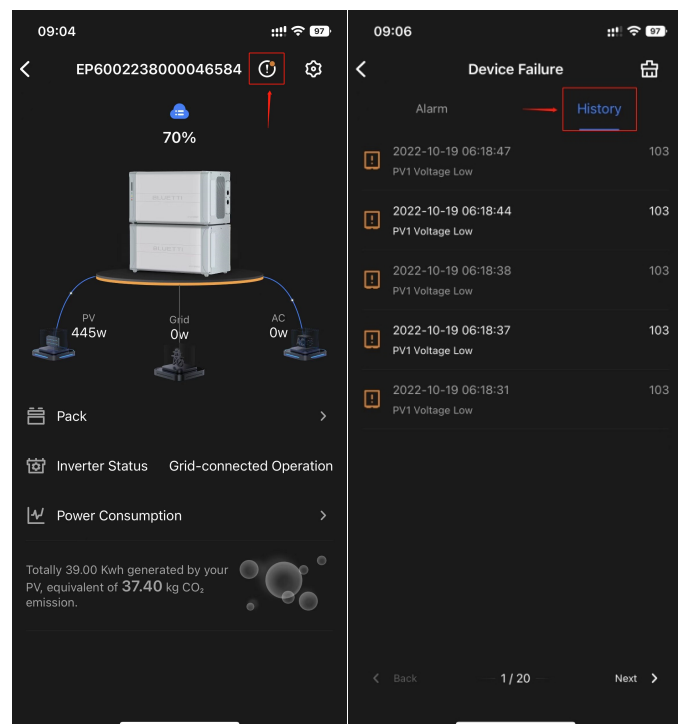 09:04
97
EP6002238000046584
70%
BLUETTI
PV
445w
Grid
0w
AC
0w
Pack
Inverter Status Grid-connected Operation
Power Consumption
Totally 39.00 Kwh generated by your
PV, equivalent of 37.40 kg CO₂
emission.
09:06
97
Device Failure
Alarm
History
2022-10-19 06:18:47 103
PV1 Voltage Low
2022-10-19 06:18:44 103
PV1 Voltage Low
2022-10-19 06:18:38 103
PV1 Voltage Low
2022-10-19 06:18:37 103
PV1 Voltage Low
2022-10-19 06:18:31 103
PV1 Voltage Low
Back 1 / 20 Next